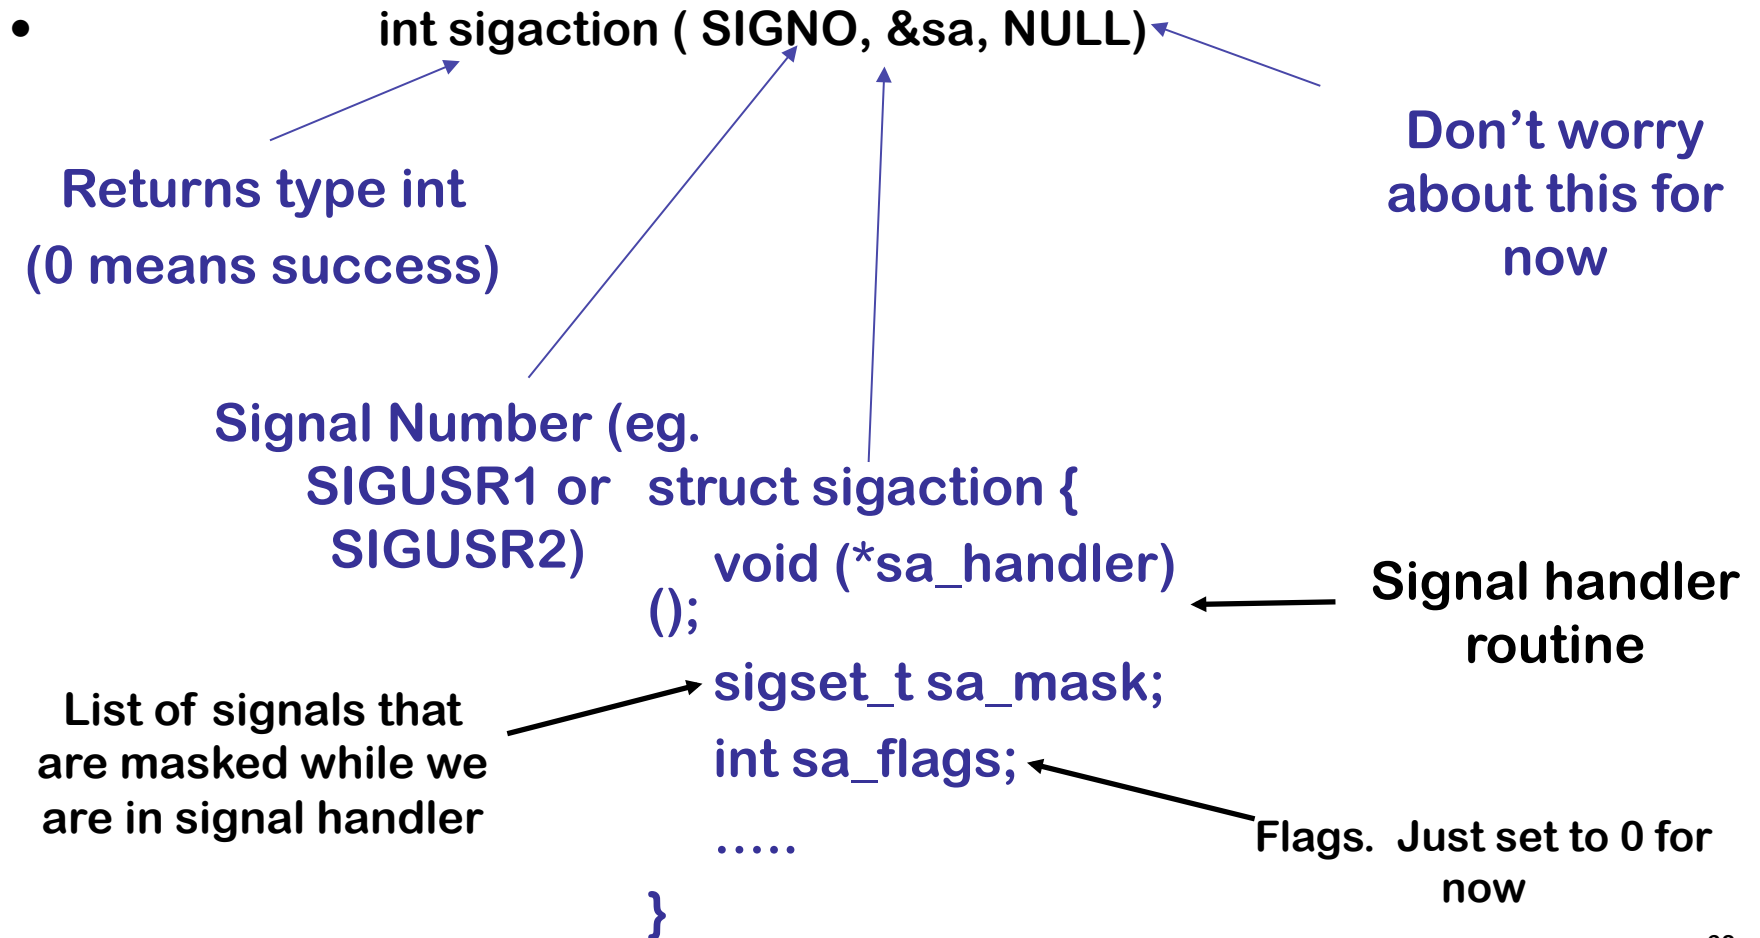 • int sigaction ( SIGNO, &sa, NULL)
Returns type int
(0 means success)
Don’t worry
about this for
now
Signal Number (eg.
SIGUSR1 or
SIGUSR2)
struct sigaction {
void (*sa_handler)
();
sigset_t sa_mask;
int sa_flags;
.....
}
Signal handler
routine
List of signals that
are masked while we
are in signal handler
Flags.  Just set to 0 for
now